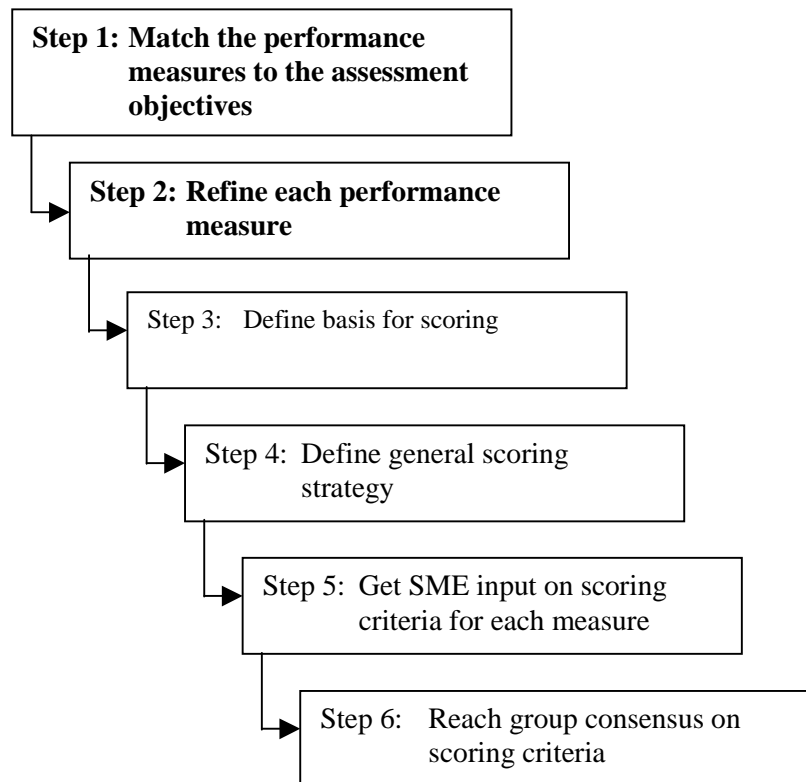 Step 1: Match the performance
measures to the assessment
objectives
Step 2: Refine each performance
measure
Step 3: Define basis for scoring
Step 4: Define general scoring
strategy
Step 5: Get SME input on scoring
criteria for each measure
Step 6: Reach group consensus on
scoring criteria